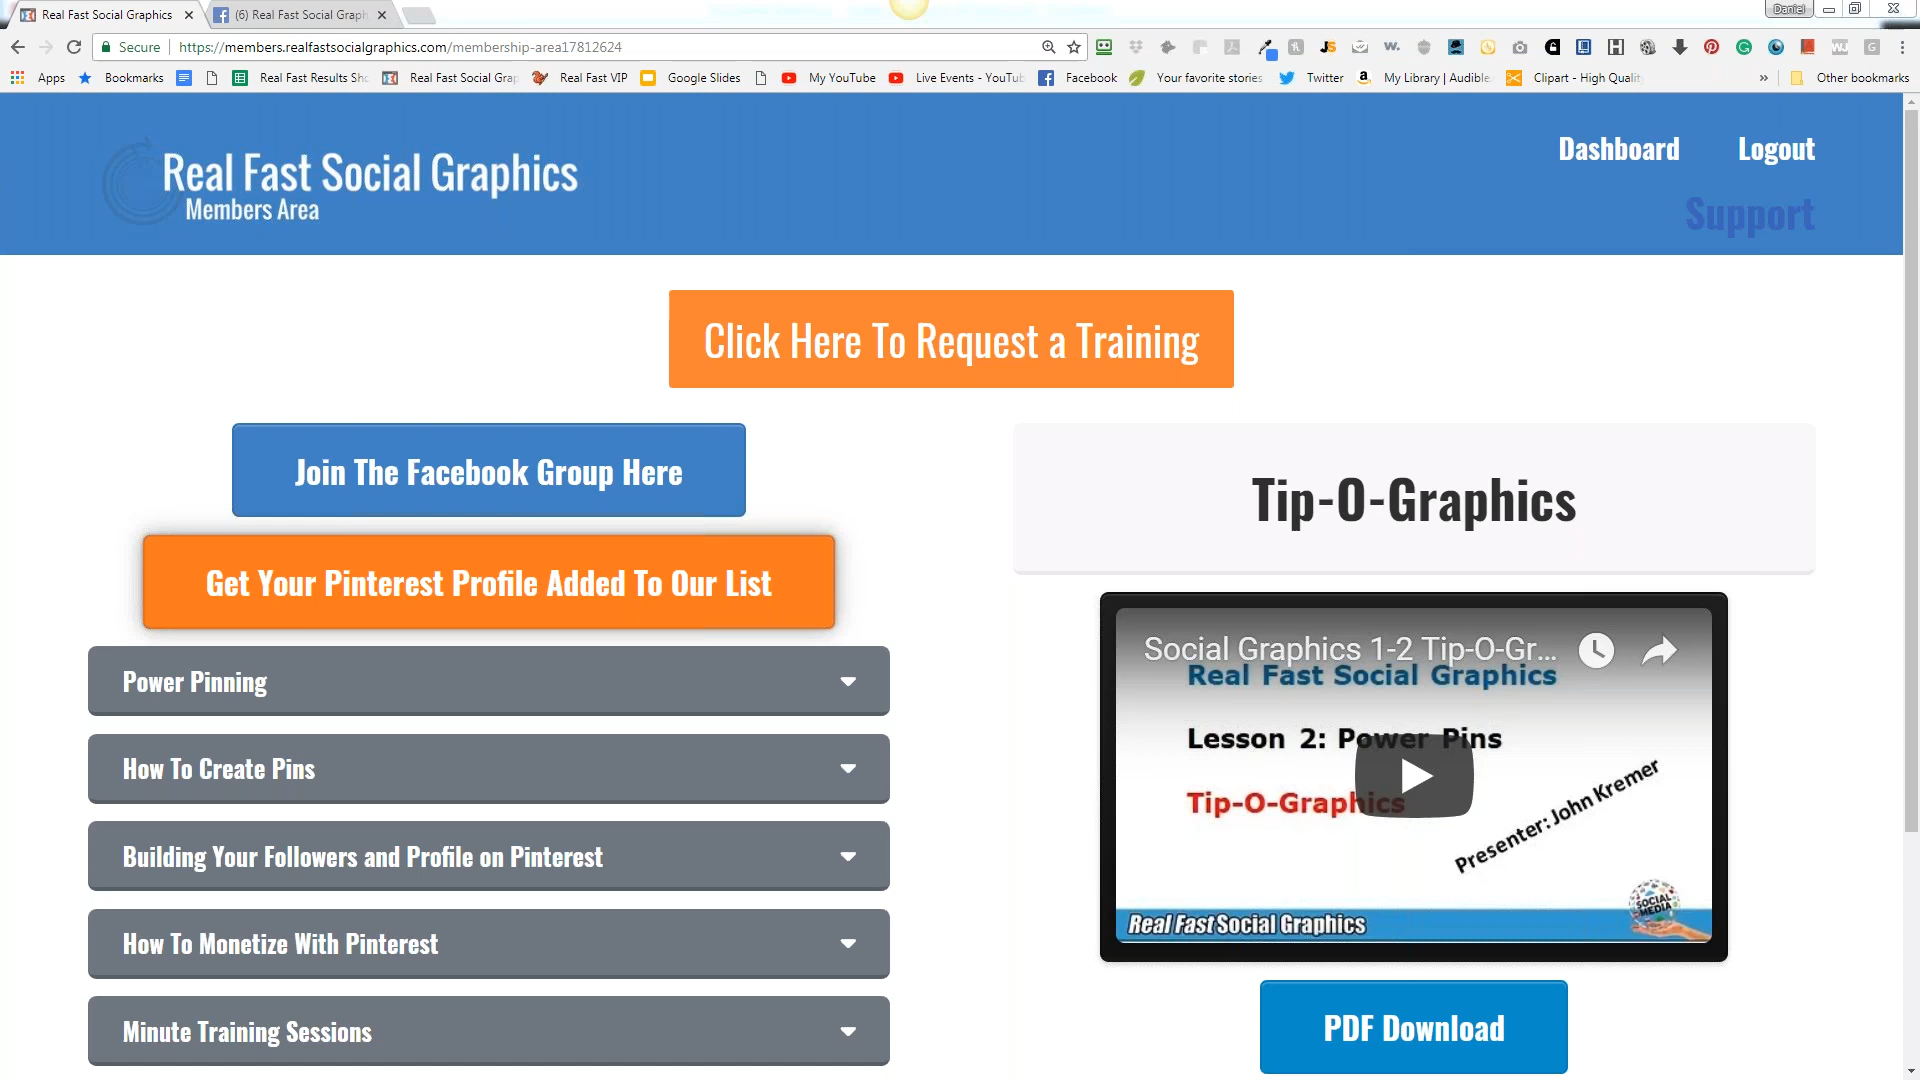 Real Fast Social Graphics
(6) Real Fast Social Graph
Daniel
Secure
https://members.realfastsocialgraphics.com/membership-area17812624
Apps
Bookmarks
Real Fast Results Sho
Real Fast Social Grap
Real Fast VIP
Google Slides
My YouTube
Live Events - YouTub
Facebook
Your favorite stories
Twitter
My Library | Audible
Clipart - High Quality
»
Other bookmarks
Real Fast Social Graphics
Members Area
Dashboard
Logout
Support
Click Here To Request a Training
Join The Facebook Group Here
Get Your Pinterest Profile Added To Our List
Power Pinning
How To Create Pins
Building Your Followers and Profile on Pinterest
How To Monetize With Pinterest
Minute Training Sessions
Tip-O-Graphics
Social Graphics 1-2 Tip-O-Gr...
Real Fast Social Graphics
Lesson 2: Power Pins
Tip-O-Graphics
Presenter: John Kremer
Real Fast Social Graphics
SOCIAL
MEDIA
PDF Download